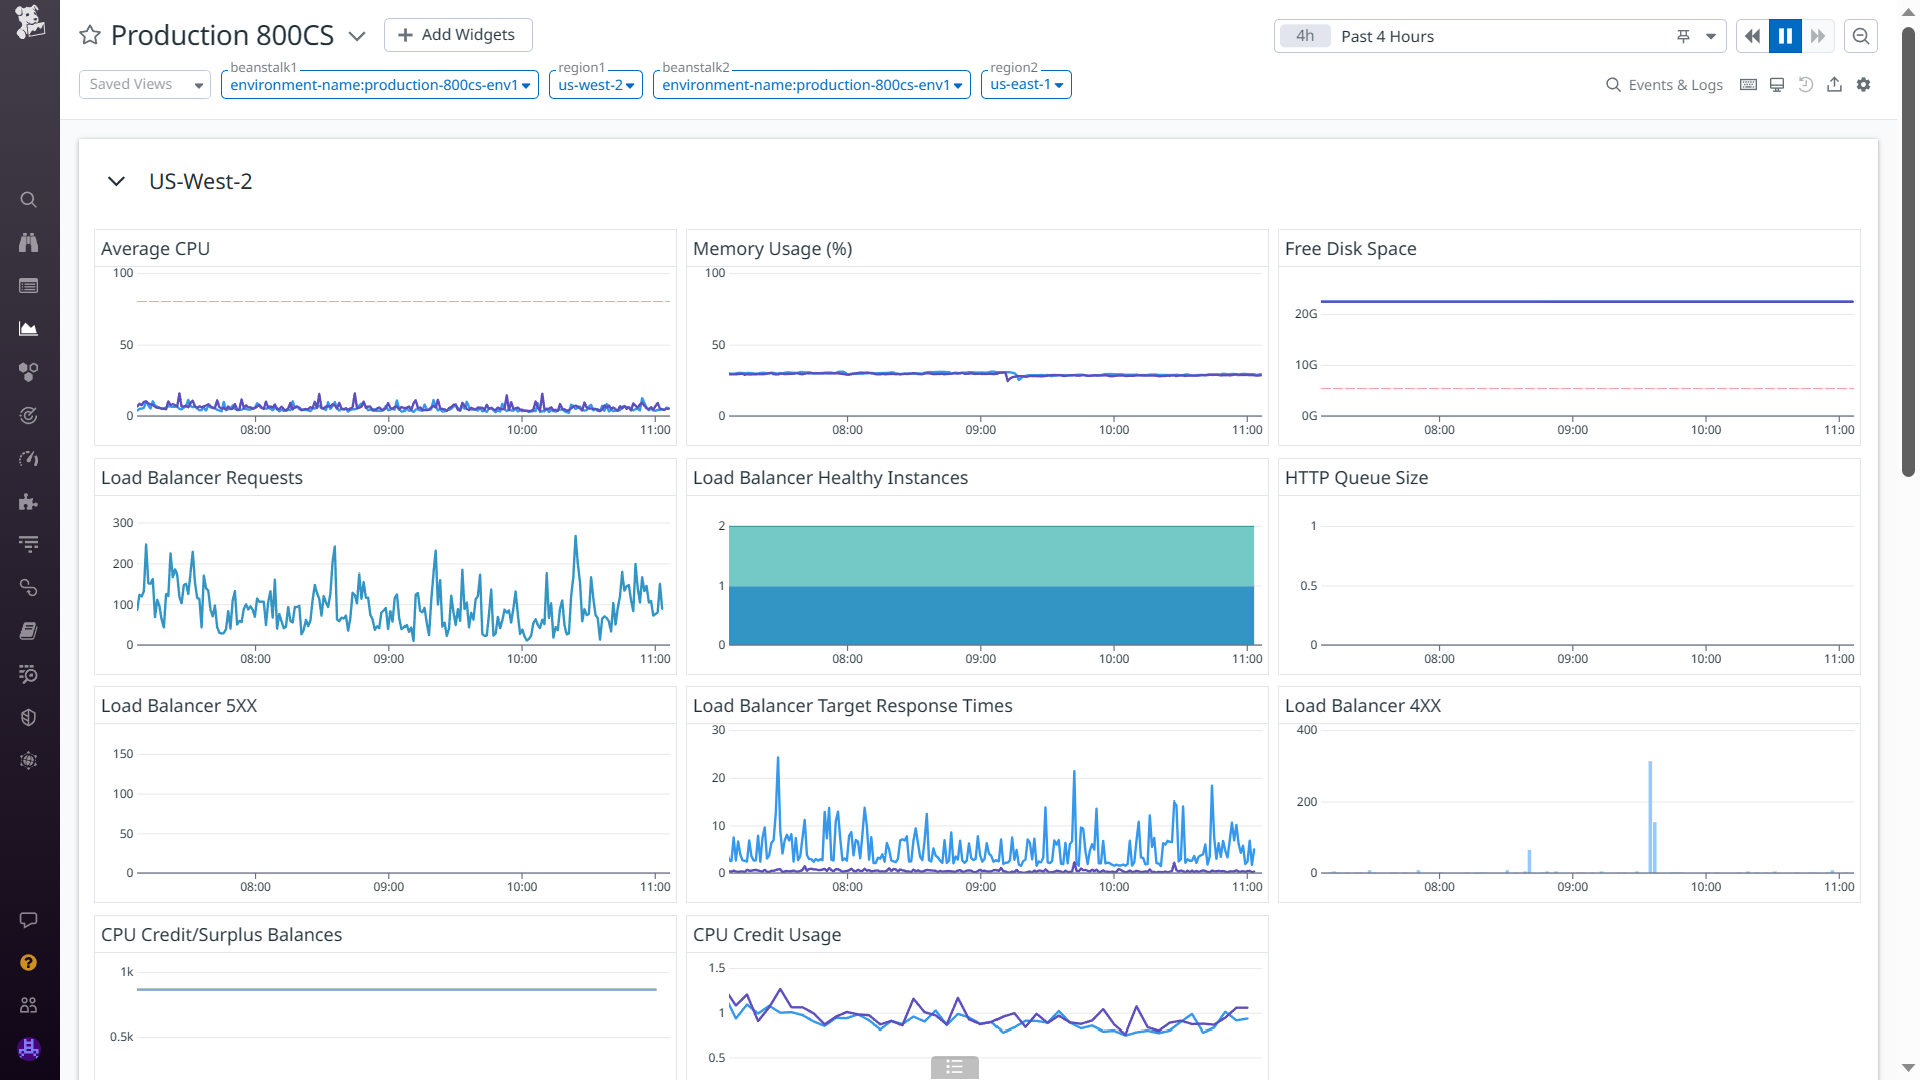 Production 800CS
Add Widgets
4h Past 4 Hours
Saved Views
beanstalk1
environment-name:production-800cs-env1
region1
us-west-2
beanstalk2
environment-name:production-800cs-env1
region2
us-east-1
Events & Logs
US-West-2
Average CPU
100
50
0
08:00 09:00 10:00 11:00
Memory Usage (%)
100
50
0
08:00 09:00 10:00 11:00
Free Disk Space
20G
10G
0G
08:00 09:00 10:00 11:00
Load Balancer Requests
300
200
100
0
08:00 09:00 10:00 11:00
Load Balancer Healthy Instances
2
1
0
08:00 09:00 10:00 11:00
HTTP Queue Size
1
0.5
0
08:00 09:00 10:00 11:00
Load Balancer 5XX
150
100
50
0
08:00 09:00 10:00 11:00
Load Balancer Target Response Times
30
20
10
0
08:00 09:00 10:00 11:00
Load Balancer 4XX
400
200
0
08:00 09:00 10:00 11:00
CPU Credit/Surplus Balances
1k
0.5k
CPU Credit Usage
1.5
1
0.5